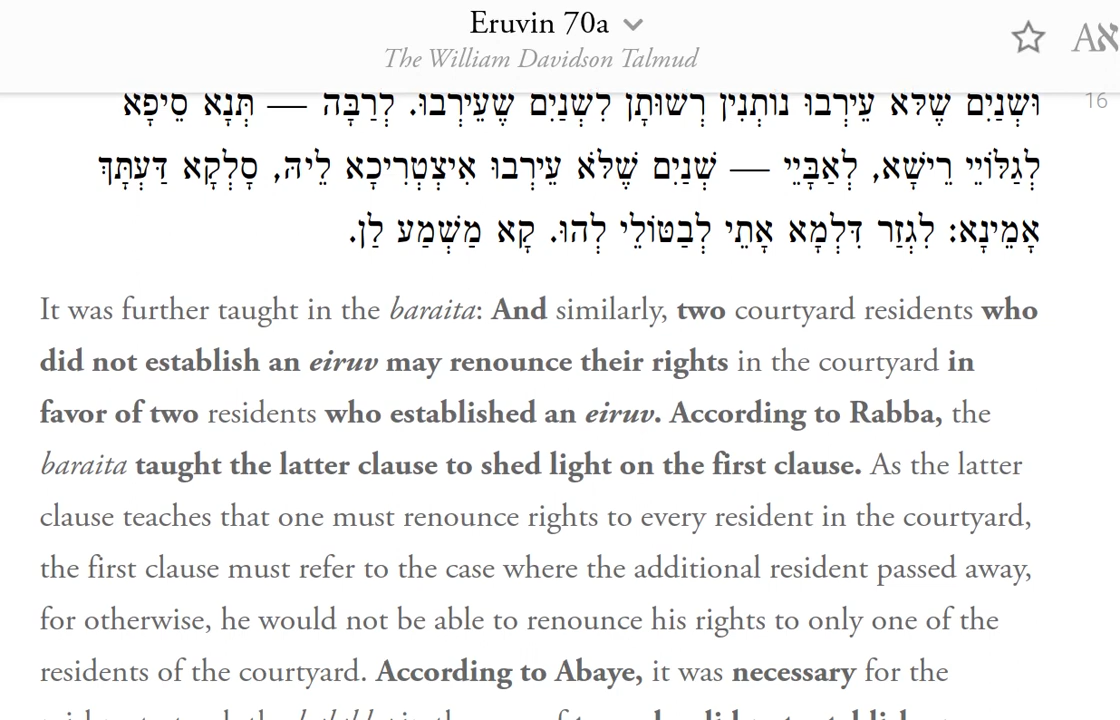 Eruvin 70a
The William Davidson Talmud
וּשְׁנַיִם שֶׁלֹּא עֵירְבוּ נוֹתְנִין רְשׁוּתָן לִשְׁנַיִם שֶׁעֵירְבוּ. לְרַבָּה — תְּנָא סֵיפָא
16
לְגַלּוֹיֵי רֵישָׁא, לְאַבָּיֵי — שְׁנַיִם שֶׁלֹּא עֵירְבוּ אִיצְטְרִיכָא לֵיהּ, סָלְקָא דַּעְתָּךְ
אָמֵינָא: לִגְזַר דִּלְמָא אָתֵי לְבַטּוֹלֵי לְהוּ. קָא מַשְׁמַע לַן.
It was further taught in the baraita: And similarly, two courtyard residents who
did not establish an eiruv may renounce their rights in the courtyard in
favor of two residents who established an eiruv. According to Rabba, the
baraita taught the latter clause to shed light on the first clause. As the latter
clause teaches that one must renounce rights to every resident in the courtyard,
the first clause must refer to the case where the additional resident passed away,
for otherwise, he would not be able to renounce his rights to only one of the
residents of the courtyard. According to Abaye, it was necessary for the